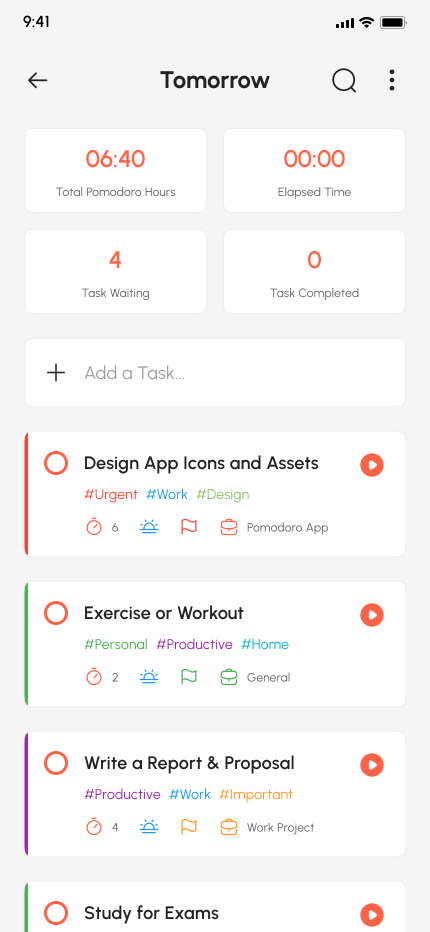 9:41
Tomorrow
06:40
Total Pomodoro Hours
00:00
Elapsed Time
4
Task Waiting
0
Task Completed
Add a Task...
Design App Icons and Assets
#Urgent #Work #Design
6
Pomodoro App
Exercise or Workout
#Personal #Productive #Home
2
General
Write a Report & Proposal
#Productive #Work #Important
4
Work Project
Study for Exams